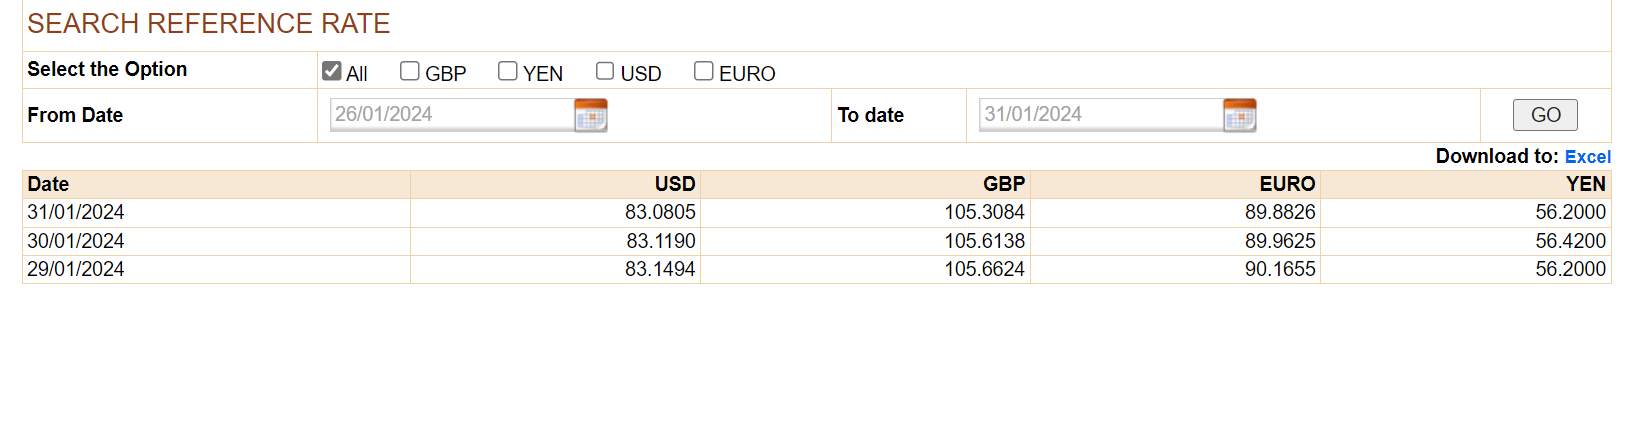 SEARCH REFERENCE RATE
Select the Option All GBP YEN USD EURO
From Date 26/01/2024 To date 31/01/2024 GO
Download to: Excel
Date USD GBP EURO YEN
31/01/2024 83.0805 105.3084 89.8826 56.2000
30/01/2024 83.1190 105.6138 89.9625 56.4200
29/01/2024 83.1494 105.6624 90.1655 56.2000